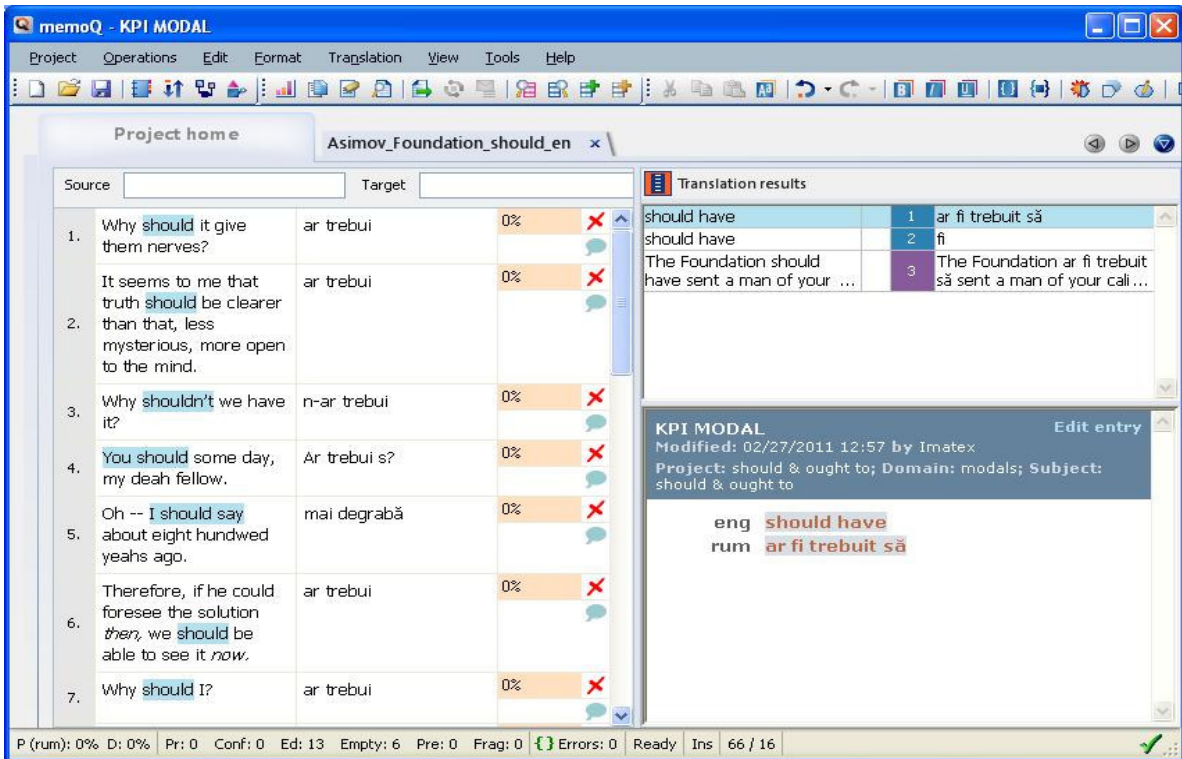 memoQ - KPI MODAL
Project Operations Edit Format Translation View Tools Help
Project home
Asimov_Foundation_should_en x
Source
Target
1.
Why should it give
them nerves?
ar trebui
0%
2.
It seems to me that
truth should be clearer
than that, less
mysterious, more open
to the mind.
ar trebui
0%
3.
Why shouldn't we have
it?
n-ar trebui
0%
4.
You should some day,
my deah fellow.
Ar trebui s?
0%
5.
Oh -- I should say
about eight hundwed
yeahs ago.
mai degrabă
0%
6.
Therefore, if he could
foresee the solution
then, we should be
able to see it now.
ar trebui
0%
7.
Why should I?
ar trebui
0%
Translation results
should have 1 ar fi trebuit să
should have 2 fi
The Foundation should
have sent a man of your ...
3
The Foundation ar fi trebuit
să sent a man of your cali...
KPI MODAL Edit entry
Modified: 02/27/2011 12:57 by Imatex
Project: should & ought to; Domain: modals; Subject:
should & ought to
eng should have
rum ar fi trebuit să
P (rum): 0% D: 0% Pr: 0 Conf: 0 Ed: 13 Empty: 6 Pre: 0 Frag: 0 {} Errors: 0 Ready Ins 66 / 16